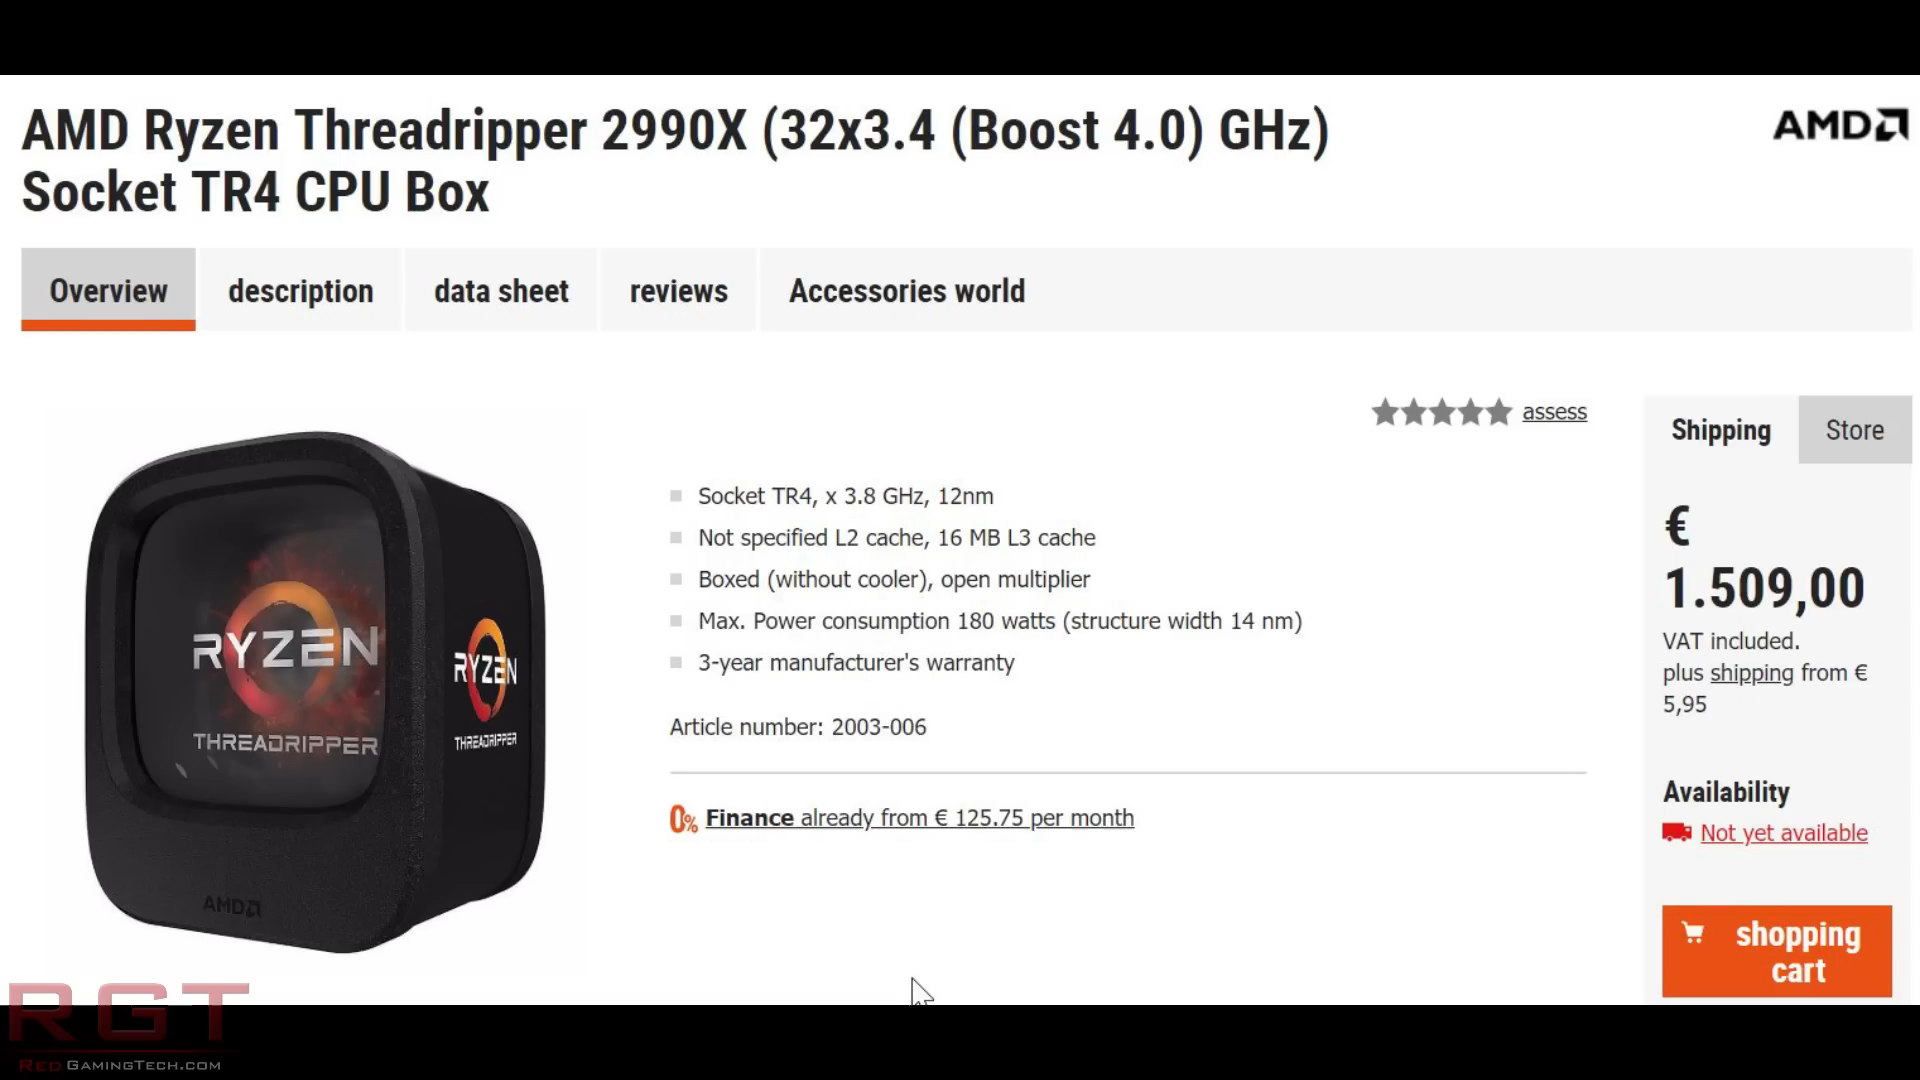 AMD Ryzen Threadripper 2990X (32x3.4 (Boost 4.0) GHz)
Socket TR4 CPU Box
AMD
Overview
description
data sheet
reviews
Accessories world
assess
Socket TR4, x 3.8 GHz, 12nm
Not specified L2 cache, 16 MB L3 cache
Boxed (without cooler), open multiplier
Max. Power consumption 180 watts (structure width 14 nm)
3-year manufacturer's warranty
Article number: 2003-006
0% Finance already from € 125.75 per month
Shipping
Store
€
1.509,00
VAT included.
plus shipping from €
5,95
Availability
Not yet available
shopping
cart
RYZEN
THREADRIPPER
AMD
RYZEN
THREADRIPPER
RGT
REDGAMINGTECH.COM